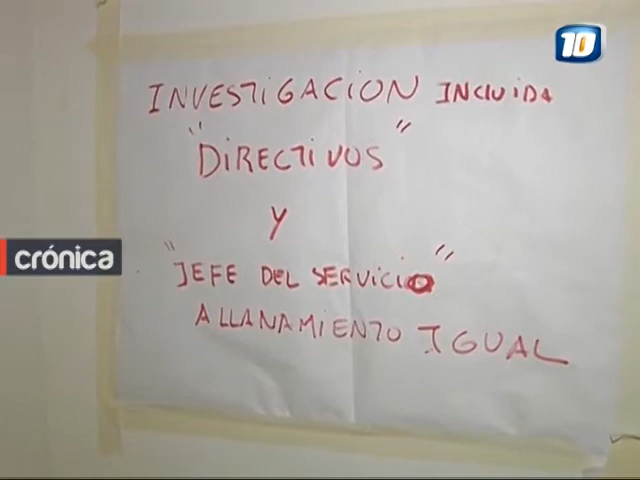 10
INVESTIGACION INCLUIDA
"DIRECTIVOS"
Y
crónica
"JEFE DEL SERVICIO"
ALLANAMIENTO IGUAL